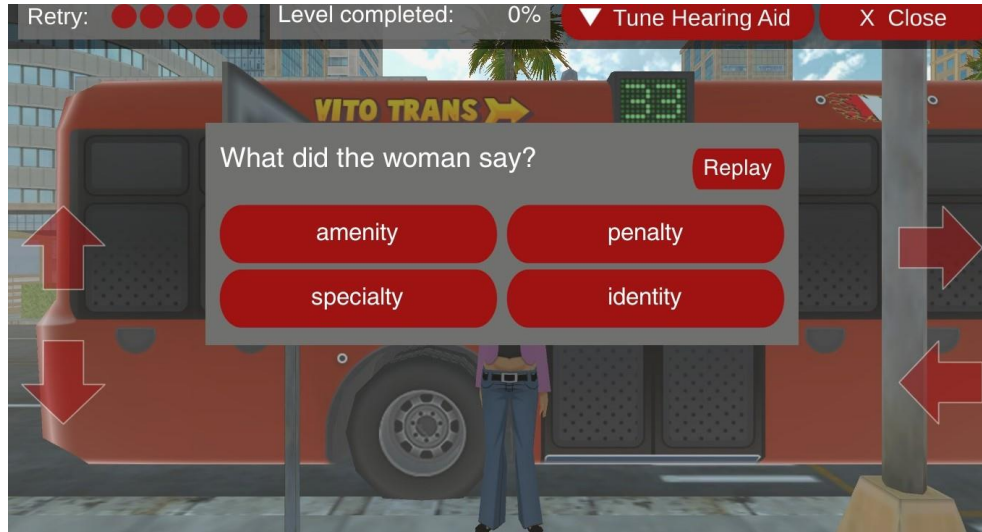 Retry: Level completed: 0% ▼ Tune Hearing Aid X Close
VITO TRANS
33
What did the woman say?
Replay
amenity penalty
specialty identity